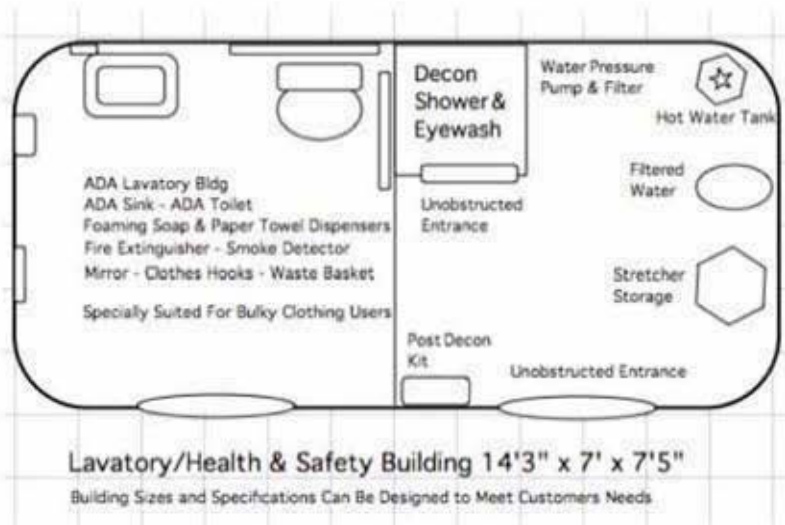 Decon
Shower &
Eyewash
Water Pressure
Pump & Filter
Hot Water Tank
ADA Lavatory Bldg
ADA Sink - ADA Toilet
Foaming Soap & Paper Towel Dispensers
Fire Extinguisher - Smoke Detector
Mirror - Clothes Hooks - Waste Basket
Specially Suited For Bulky Clothing Users
Unobstructed
Entrance
Filtered
Water
Stretcher
Storage
Post Decon
Kit
Unobstructed Entrance
Lavatory/Health & Safety Building 14'3" x 7' x 7'5"
Building Sizes and Specifications Can Be Designed to Meet Customers Needs